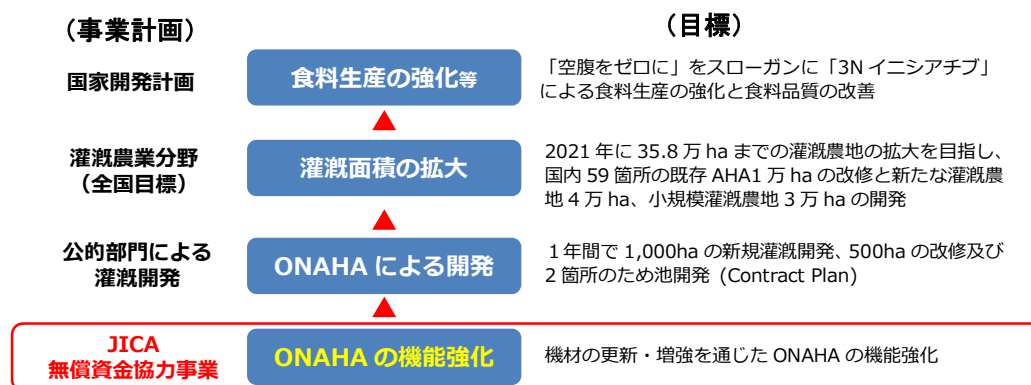 （事業計画）
（目標）
国家開発計画
食料生産の強化等
「空腹をゼロに」をスローガンに「3N イニシアチブ」
による食料生産の強化と食料品質の改善
灌漑農業分野
（全国目標）
灌漑面積の拡大
2021 年に 35.8 万 ha までの灌漑農地の拡大を目指し、
国内 59 箇所の既存 AHA1 万 ha の改修と新たな灌漑農
地 4 万 ha、小規模灌漑農地 3 万 ha の開発
公的部門による
灌漑開発
ONAHA による開発
１年間で 1,000ha の新規灌漑開発、500ha の改修及び
2 箇所のため池開発 (Contract Plan)
JICA
無償資金協力事業
ONAHA の機能強化
機材の更新・増強を通じた ONAHA の機能強化